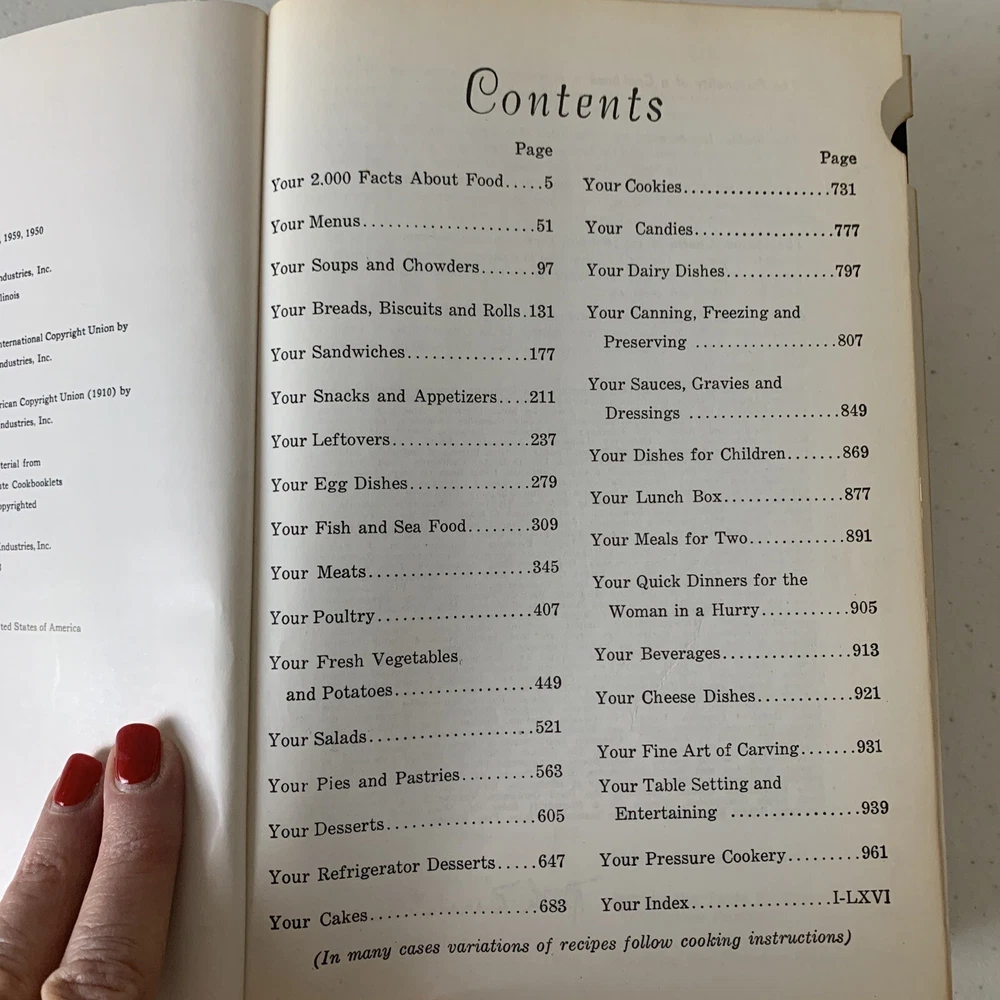 , 1959, 1950
ndustries, Inc.
linois
nternational Copyright Union by
ndustries, Inc.
rican Copyright Union (1910) by
ndustries, Inc.
terial from
te Cookbooklets
opyrighted
ndustries, Inc.
ted States of America
Contents
Page
Your 2,000 Facts About Food.....5
Your Menus.....................51
Your Soups and Chowders.......97
Your Breads, Biscuits and Rolls.131
Your Sandwiches...............177
Your Snacks and Appetizers....211
Your Leftovers.................237
Your Egg Dishes...............279
Your Fish and Sea Food........309
Your Meats....................345
Your Poultry...................407
Your Fresh Vegetables,
and Potatoes.................449
Your Salads....................521
Your Pies and Pastries.........563
Your Desserts..................605
Your Refrigerator Desserts.....647
Your Cakes.....................683
Page
Your Cookies...................731
Your Candies.................777
Your Dairy Dishes.............797
Your Canning, Freezing and
Preserving .................807
Your Sauces, Gravies and
Dressings ..................849
Your Dishes for Children.......869
Your Lunch Box..............877
Your Meals for Two............891
Your Quick Dinners for the
Woman in a Hurry..........905
Your Beverages................913
Your Cheese Dishes............921
Your Fine Art of Carving.......931
Your Table Setting and
Entertaining ................939
Your Pressure Cookery.........961
Your Index.................I-LXVI
(In many cases variations of recipes follow cooking instructions)